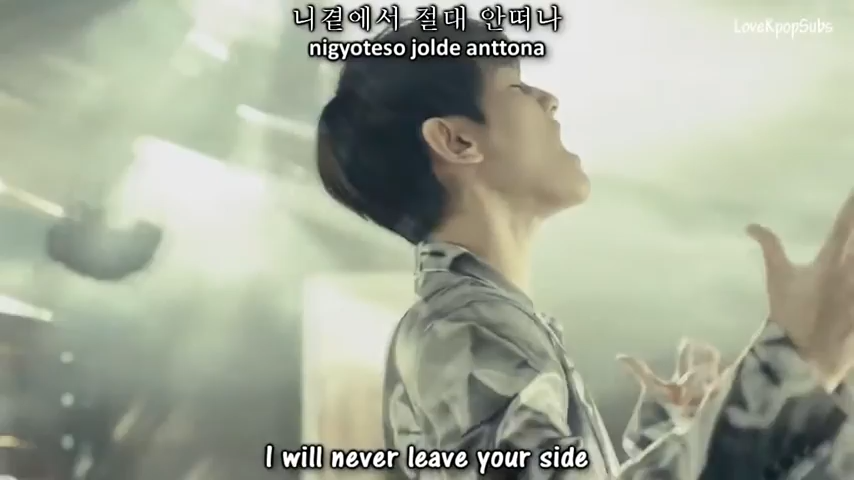 니곁에서 절대 안떠나
nigyoteso jolde anttona
LoveKpopSubs
I will never leave your side